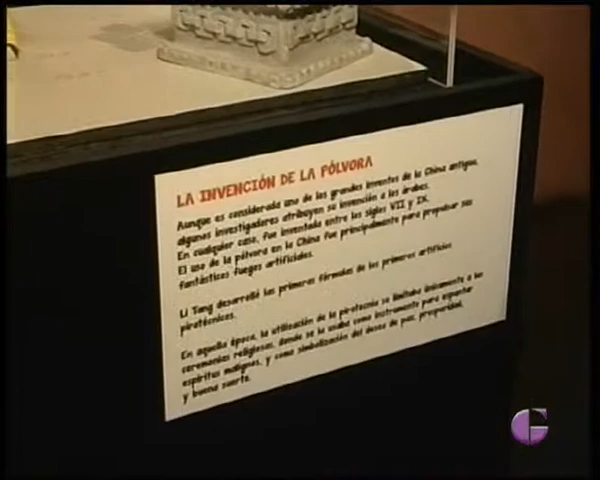 LA INVENCIÓN DE LA PÓLVORA
Aunque es considerada uno de los grandes inventos de la China antigua,
algunos investigadores atribuyen su invención a los árabes.
En cualquier caso, fue inventada entre los siglos VII y IX.
El uso de la pólvora en la China fue principalmente para propulsar sus
fantásticos fuegos artificiales.
Li Tang desarrolló las primeras fórmulas de los primeros artificios
pirotécnicos.
En aquella época, la utilización de la pirotecnia se limitaba únicamente a las
ceremonias religiosas, donde se la usaba como instrumento para espantar
espíritus malignos, y como simbolización del deseo de paz, prosperidad,
y buena suerte.
G